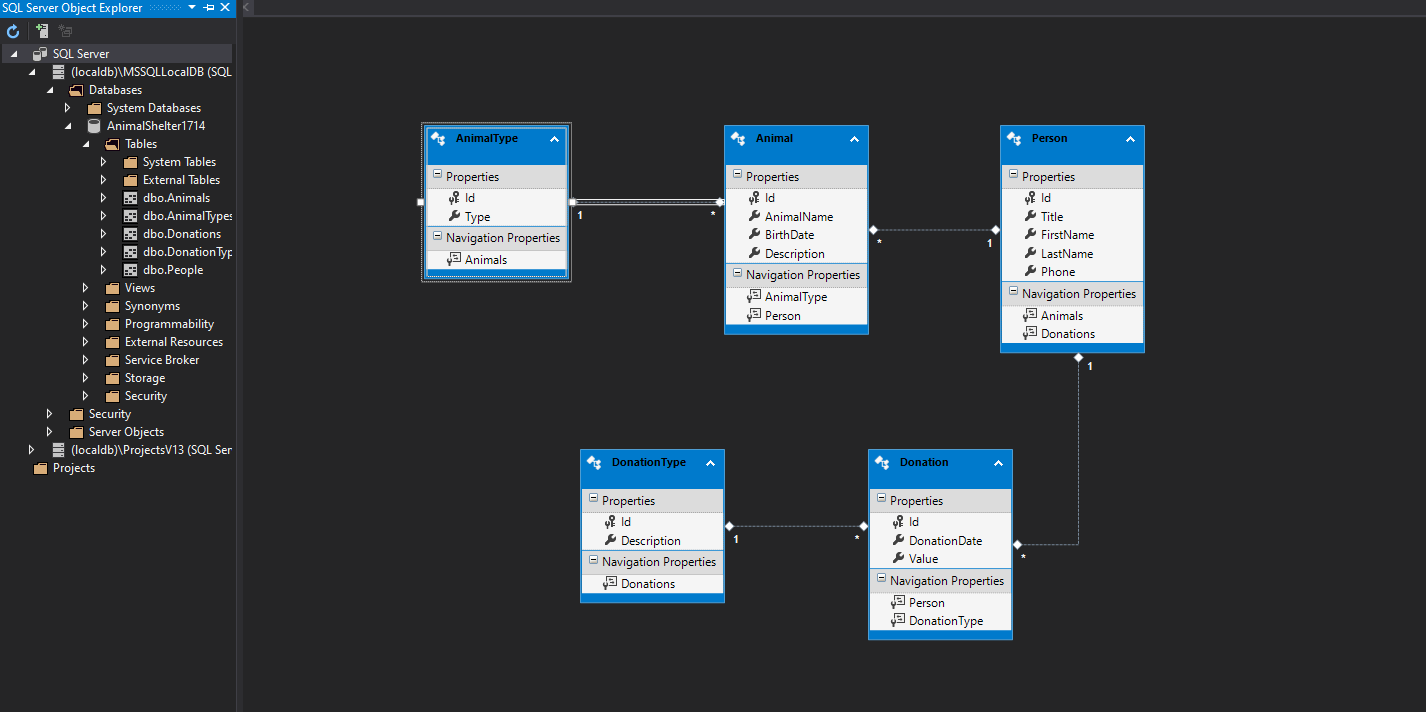 SQL Server Object Explorer
SQL Server
(localdb)\MSSQLLocalDB (SQL
Databases
System Databases
AnimalShelter1714
Tables
System Tables
External Tables
dbo.Animals
dbo.AnimalTypes
dbo.Donations
dbo.DonationTyp
dbo.People
Views
Synonyms
Programmability
External Resources
Service Broker
Storage
Security
Security
Server Objects
(localdb)\ProjectsV13 (SQL Ser
Projects
AnimalType
Properties
Id
Type
Navigation Properties
Animals
1
*
Animal
Properties
Id
AnimalName
BirthDate
Description
Navigation Properties
AnimalType
Person
*
1
Person
Properties
Id
Title
FirstName
LastName
Phone
Navigation Properties
Animals
Donations
1
DonationType
Properties
Id
Description
Navigation Properties
Donations
1
*
Donation
Properties
Id
DonationDate
Value
Navigation Properties
Person
DonationType
*